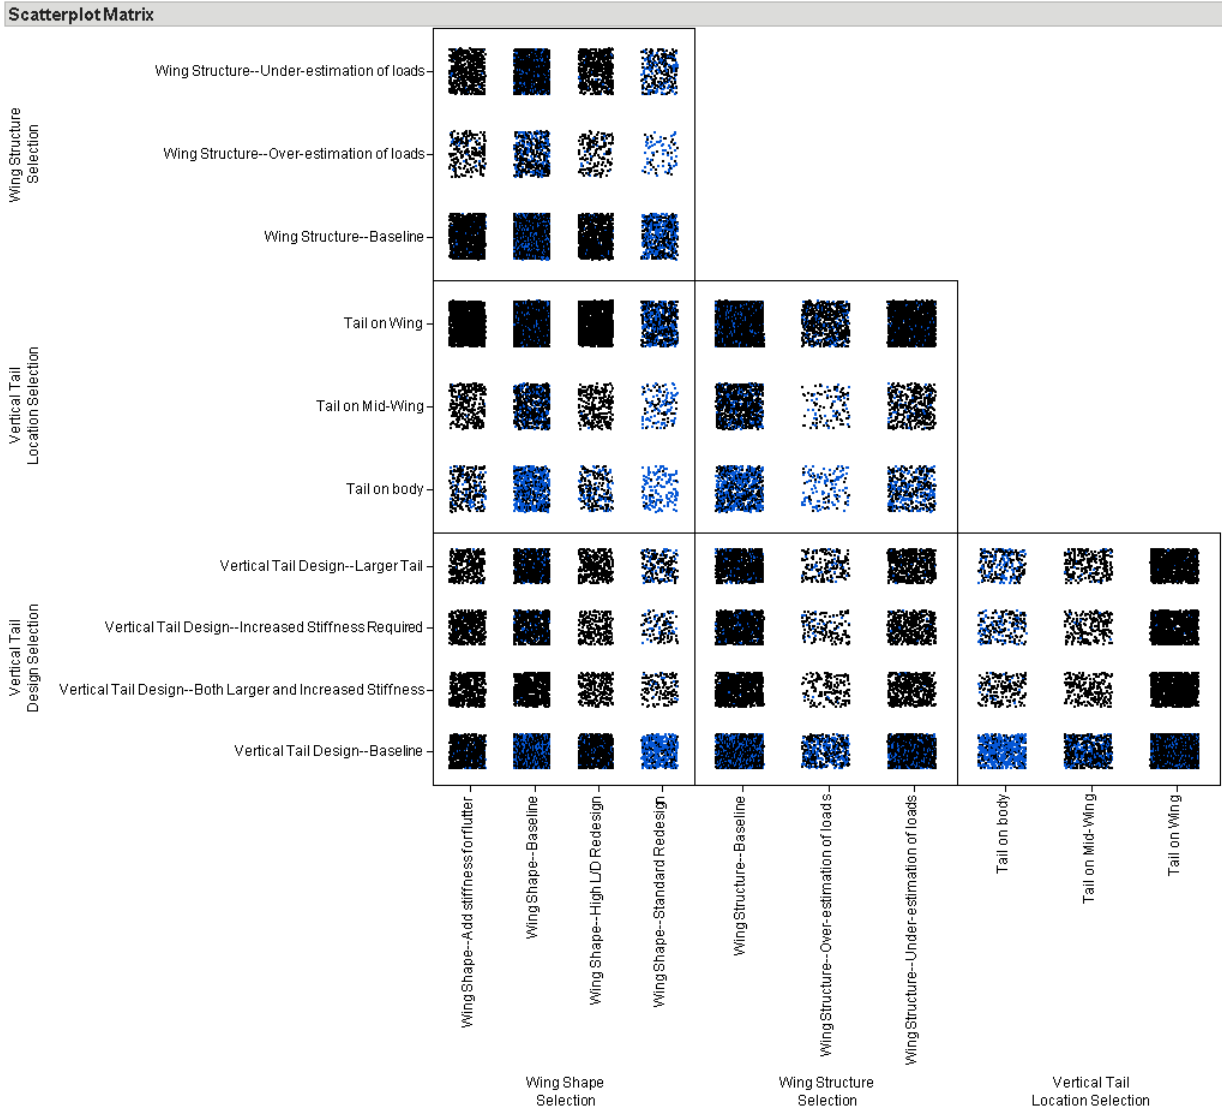 Scatterplot Matrix
Wing Structure
Selection
Wing Structure--Under-estimation of loads
Wing Structure--Over-estimation of loads
Wing Structure--Baseline
Vertical Tail
Location Selection
Tail on Wing
Tail on Mid-Wing
Tail on body
Vertical Tail
Design Selection
Vertical Tail Design--Larger Tail
Vertical Tail Design--Increased Stiffness Required
Vertical Tail Design--Both Larger and Increased Stiffness
Vertical Tail Design--Baseline
Wing Shape--Add stiffness for flutter
Wing Shape--Baseline
Wing Shape--High L/D Redesign
Wing Shape--Standard Redesign
Wing Structure--Baseline
Wing Structure--Over-estimation of loads
Wing Structure--Under-estimation of loads
Tail on body
Tail on Mid-Wing
Tail on Wing
Wing Shape
Selection
Wing Structure
Selection
Vertical Tail
Location Selection